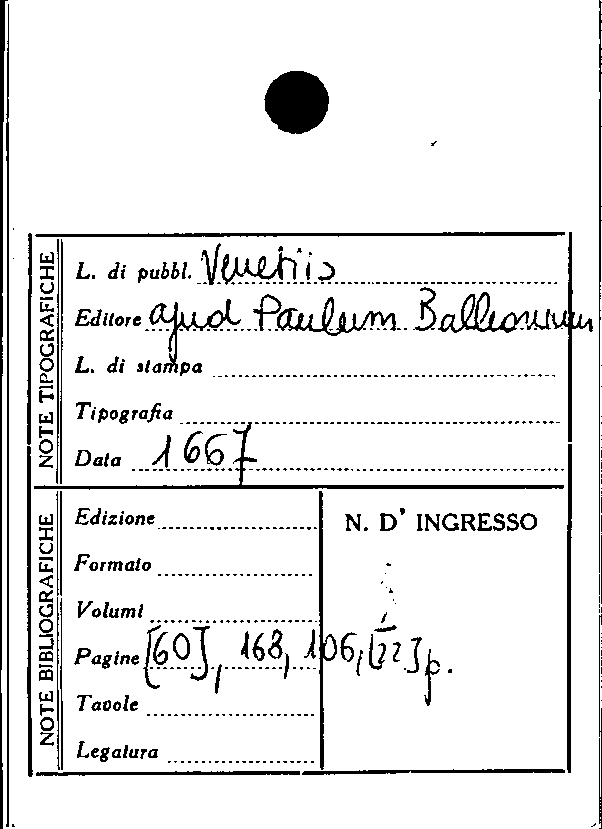 NOTE TIPOGRAFICHE
L. di pubbl. Venetiis
Editore apud Paulum Balleonium
L. di stampa
Tipografia
Data 1667
NOTE BIBLIOGRAFICHE
Edizione
Formato
Volumi
Pagine [60], 168, 106, [22] p.
Tavole
Legatura
N. D' INGRESSO